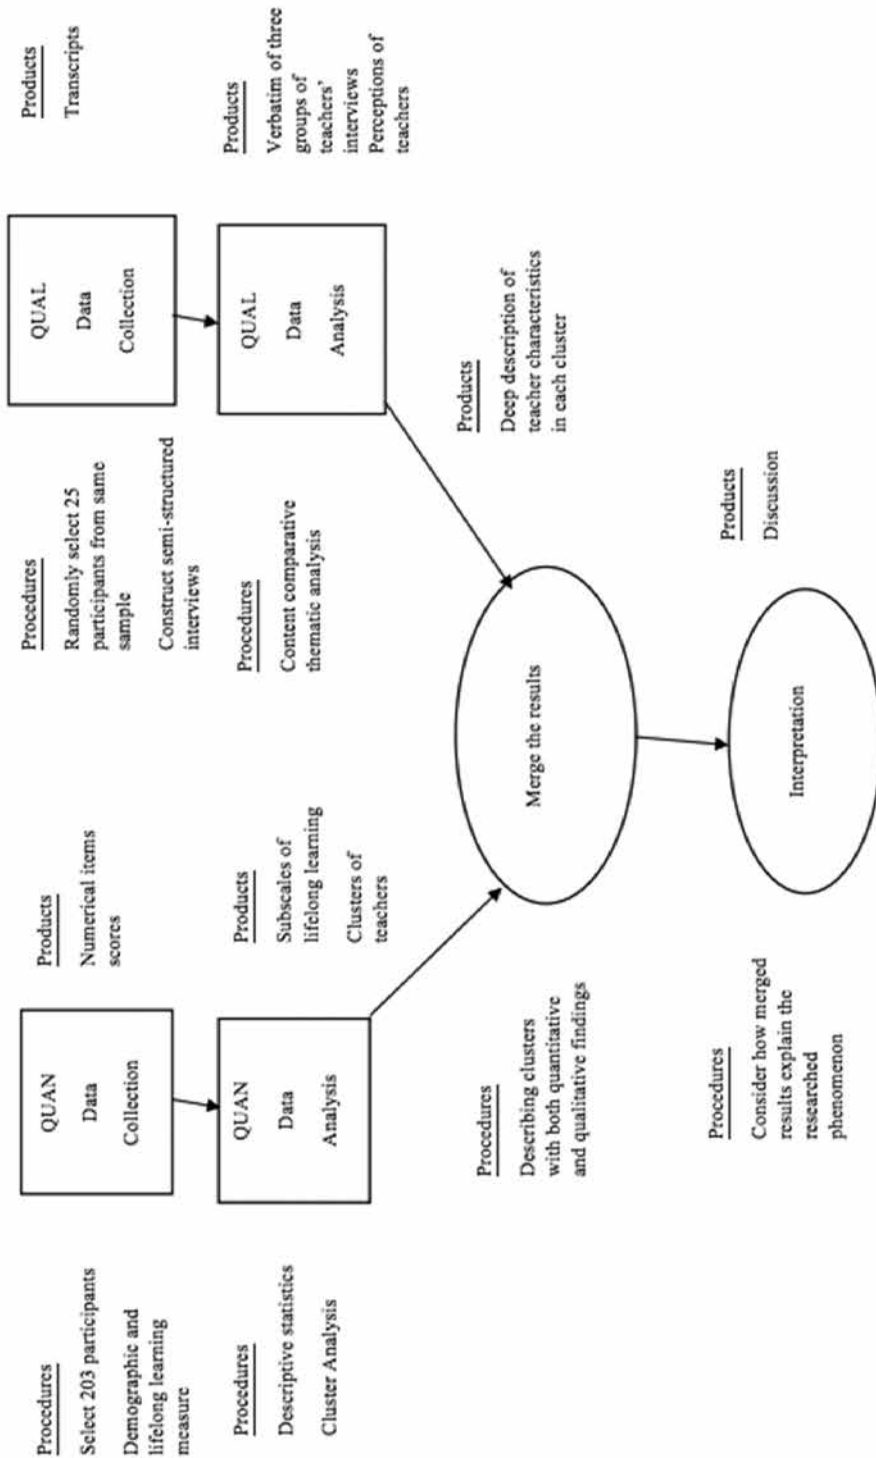 Procedures
Select 203 participants
Demographic and
lifelong learning
measure
QUAN
Data
Collection
Products
Numerical items
scores
Procedures
Randomly select 25
participants from same
sample
Construct semi-structured
interviews
QUAL
Data
Collection
Products
Transcripts
Procedures
Descriptive statistics
Cluster Analysis
QUAN
Data
Analysis
Products
Subscales of
lifelong learning
Clusters of
teachers
Procedures
Content comparative
thematic analysis
QUAL
Data
Analysis
Products
Verbatim of three
groups of
teachers’
interviews
Perceptions of
teachers
Procedures
Describing clusters
with both quantitative
and qualitative findings
Merge the results
Products
Deep description of
teacher characteristics
in each cluster
Procedures
Consider how merged
results explain the
researched
phenomenon
Interpretation
Products
Discussion